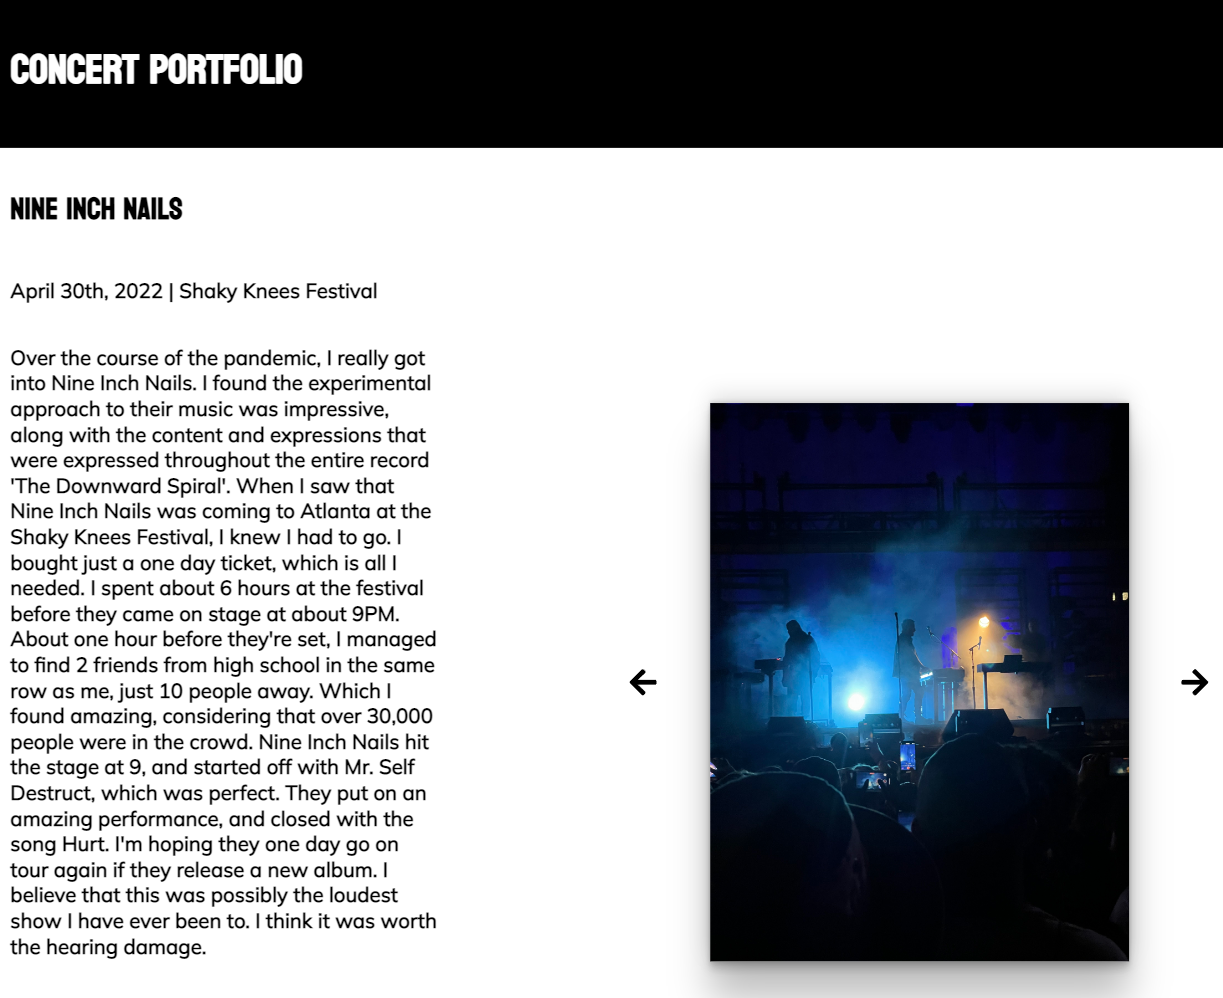 CONCERT PORTFOLIO
NINE INCH NAILS
April 30th, 2022 | Shaky Knees Festival
Over the course of the pandemic, I really got
into Nine Inch Nails. I found the experimental
approach to their music was impressive,
along with the content and expressions that
were expressed throughout the entire record
'The Downward Spiral'. When I saw that
Nine Inch Nails was coming to Atlanta at the
Shaky Knees Festival, I knew I had to go. I
bought just a one day ticket, which is all I
needed. I spent about 6 hours at the festival
before they came on stage at about 9PM.
About one hour before they're set, I managed
to find 2 friends from high school in the same
row as me, just 10 people away. Which I
found amazing, considering that over 30,000
people were in the crowd. Nine Inch Nails hit
the stage at 9, and started off with Mr. Self
Destruct, which was perfect. They put on an
amazing performance, and closed with the
song Hurt. I'm hoping they one day go on
tour again if they release a new album. I
believe that this was possibly the loudest
show I have ever been to. I think it was worth
the hearing damage.